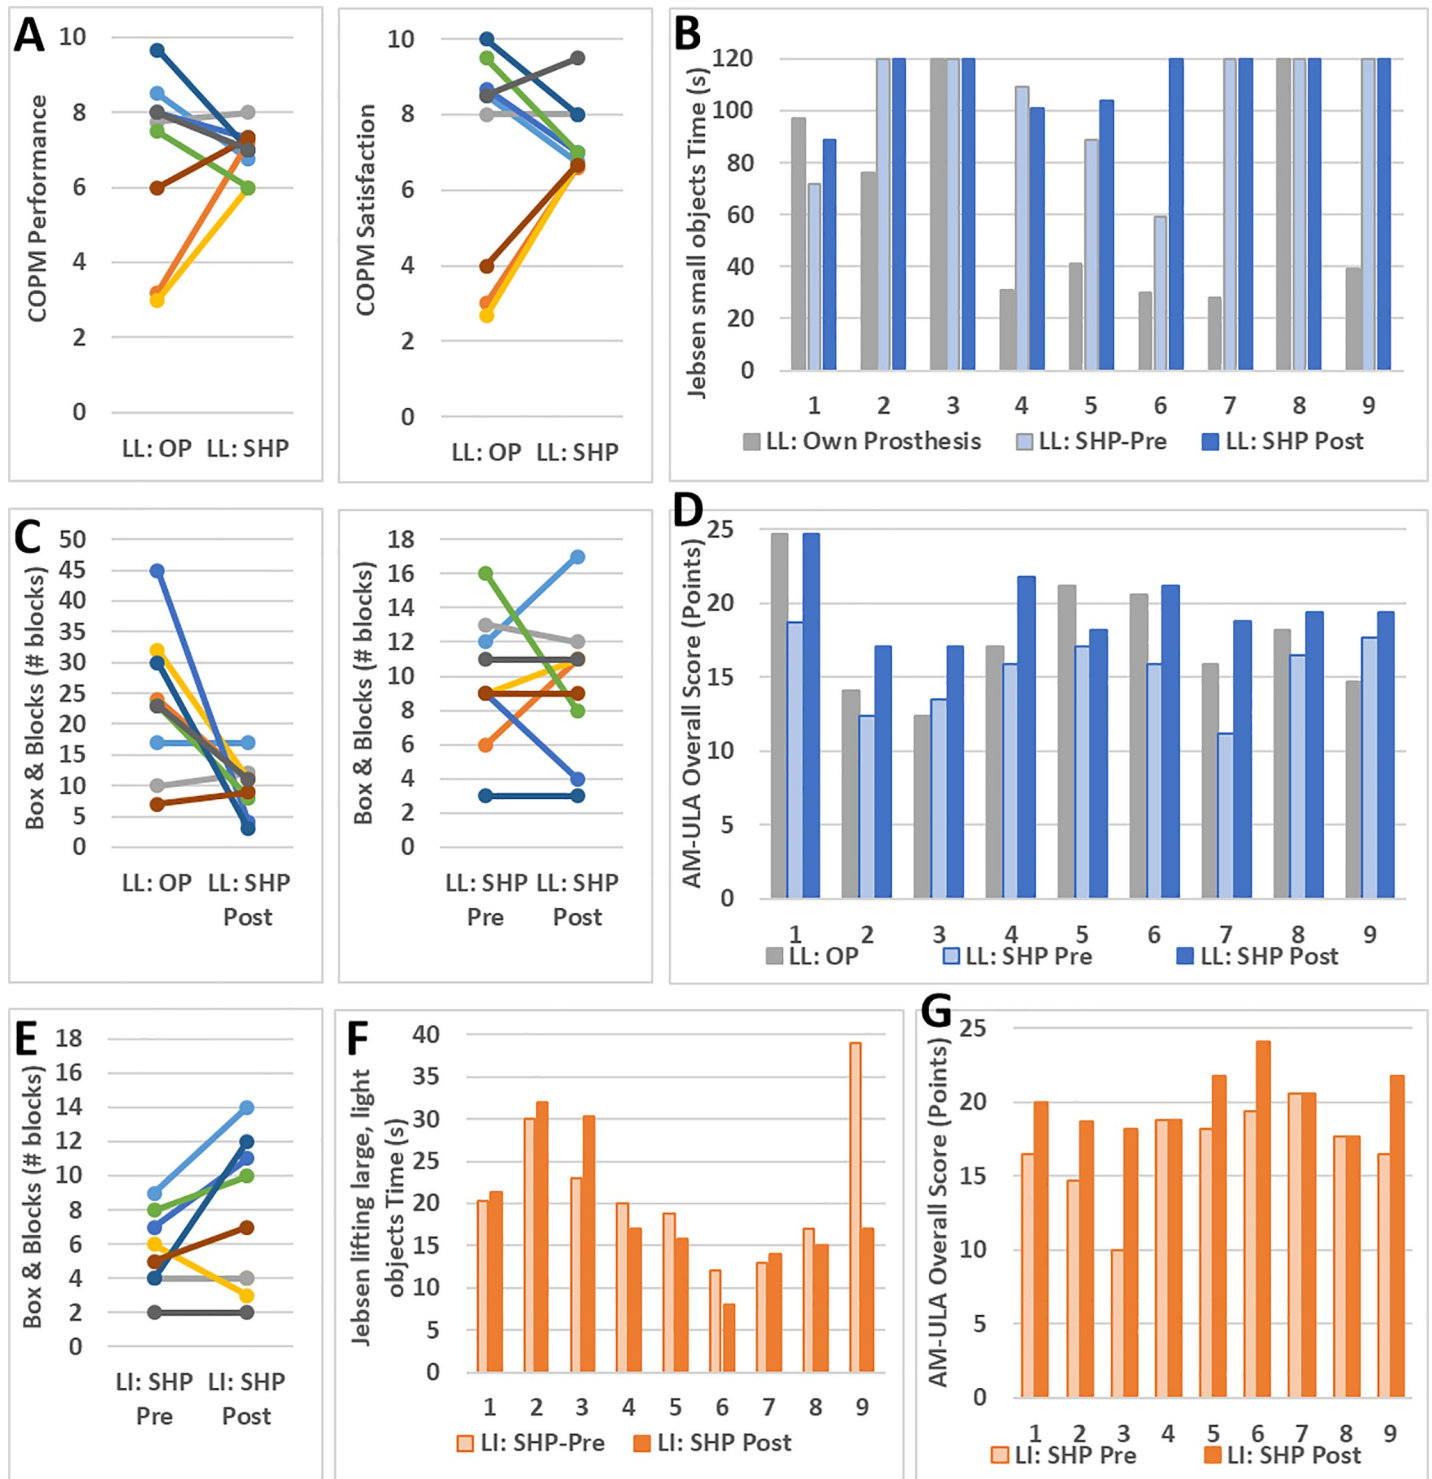 A
COPM Performance
10
8
6
4
2
0
LL: OP LL: SHP
COPM Satisfaction
10
8
6
4
2
0
LL: OP LL: SHP
B
Jebsen small objects Time (s)
120
100
80
60
40
20
0
1 2 3 4 5 6 7 8 9
LL: Own Prosthesis LL: SHP-Pre LL: SHP Post
C
Box & Blocks (# blocks)
50
45
40
35
30
25
20
15
10
5
0
LL: OP LL: SHP
Post
Box & Blocks (# blocks)
18
16
14
12
10
8
6
4
2
0
LL: SHP LL: SHP
Pre Post
D
AM-ULA Overall Score (Points)
25
20
15
10
5
0
1 2 3 4 5 6 7 8 9
LL: OP LL: SHP Pre LL: SHP Post
E
Box & Blocks (# blocks)
18
16
14
12
10
8
6
4
2
0
LI: SHP LI: SHP
Pre Post
F
Jebsen lifting large, light
objects Time (s)
40
35
30
25
20
15
10
5
0
1 2 3 4 5 6 7 8 9
LI: SHP-Pre LI: SHP Post
G
AM-ULA Overall Score (Points)
25
20
15
10
5
0
1 2 3 4 5 6 7 8 9
LI: SHP Pre LI: SHP Post